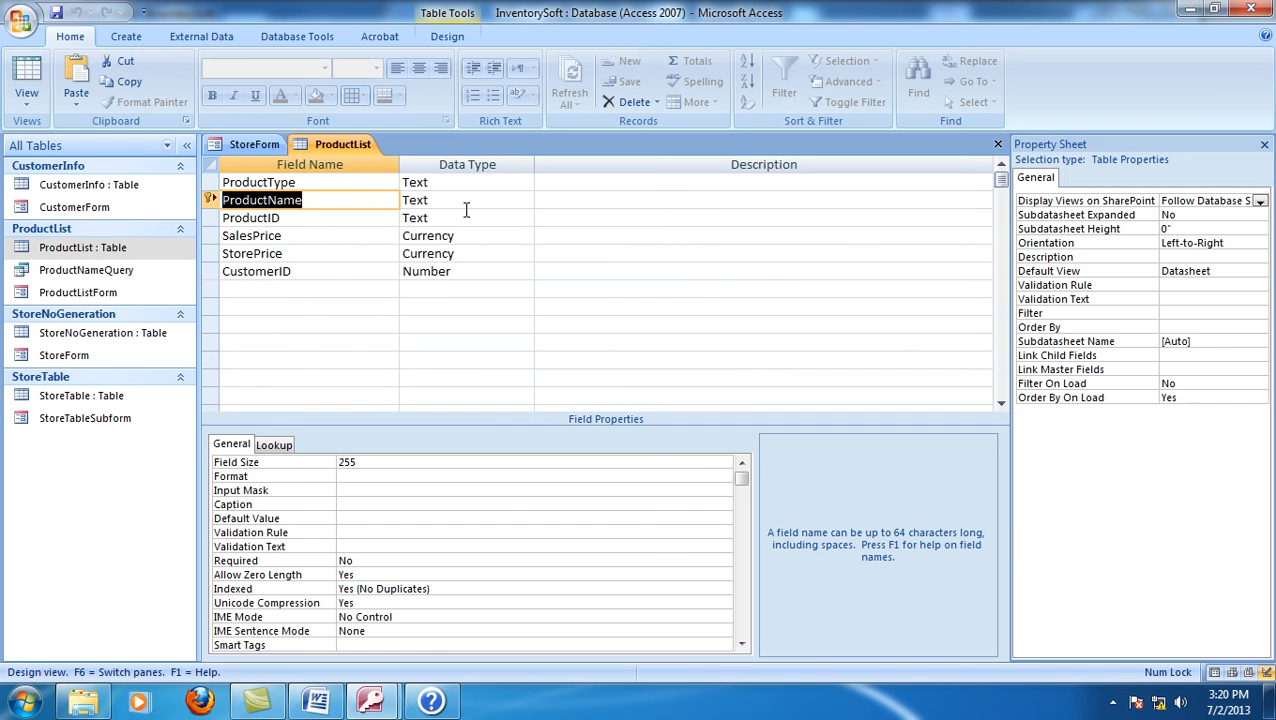 Table Tools
InventorySoft : Database (Access 2007) - Microsoft Access
Home
Create
External Data
Database Tools
Acrobat
Design
View
Views
Paste
Cut
Copy
Format Painter
Clipboard
B I U A
Font
Rich Text
Refresh
All
New
Save
Delete
Totals
Spelling
More
Records
Filter
Selection
Advanced
Toggle Filter
Sort & Filter
Find
Replace
Go To
Select
Find
All Tables
CustomerInfo
CustomerInfo : Table
CustomerForm
ProductList
ProductList : Table
ProductNameQuery
ProductListForm
StoreNoGeneration
StoreNoGeneration : Table
StoreForm
StoreTable
StoreTable : Table
StoreTableSubform
StoreForm
ProductList
Field Name Data Type Description
ProductType Text
ProductName Text
ProductID Text
SalesPrice Currency
StorePrice Currency
CustomerID Number
Field Properties
General Lookup
Field Size 255
Format
Input Mask
Caption
Default Value
Validation Rule
Validation Text
Required No
Allow Zero Length Yes
Indexed Yes (No Duplicates)
Unicode Compression Yes
IME Mode No Control
IME Sentence Mode None
Smart Tags
A field name can be up to 64 characters long,
including spaces. Press F1 for help on field
names.
Property Sheet
Selection type: Table Properties
General
Display Views on SharePoint Follow Database S
Subdatasheet Expanded No
Subdatasheet Height 0"
Orientation Left-to-Right
Description
Default View Datasheet
Validation Rule
Validation Text
Filter
Order By
Subdatasheet Name [Auto]
Link Child Fields
Link Master Fields
Filter On Load No
Order By On Load Yes
Design view. F6 = Switch panes. F1 = Help.
Num Lock
3:20 PM
7/2/2013